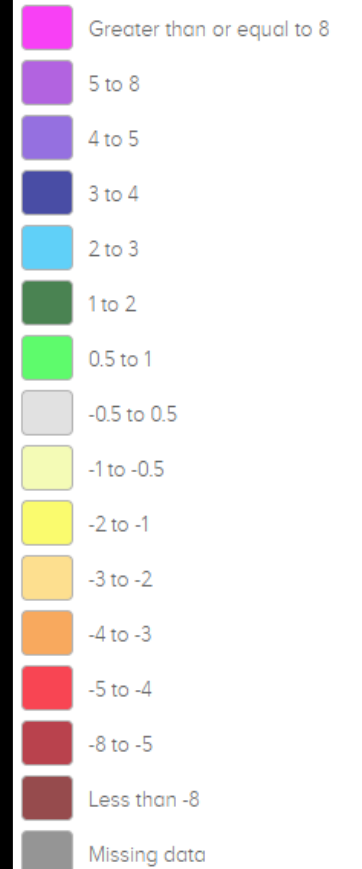 Greater than or equal to 8
5 to 8
4 to 5
3 to 4
2 to 3
1 to 2
0.5 to 1
-0.5 to 0.5
-1 to -0.5
-2 to -1
-3 to -2
-4 to -3
-5 to -4
-8 to -5
Less than -8
Missing data